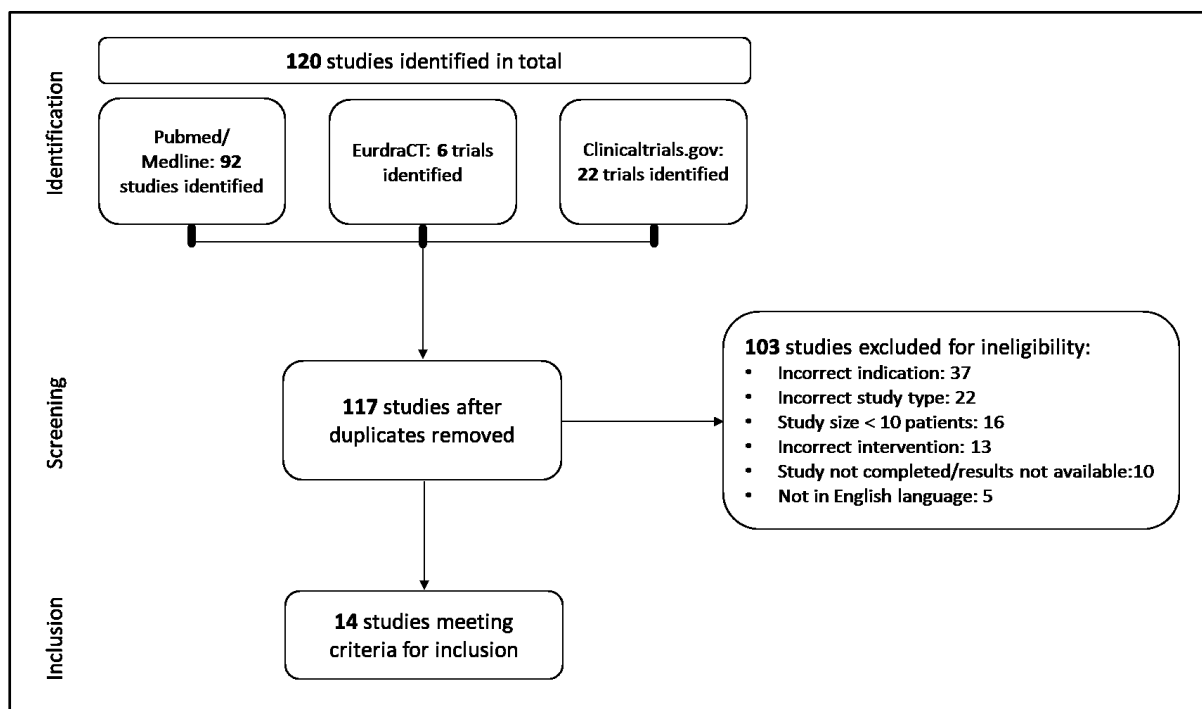 120 studies identified in total
Identification
Pubmed/
Medline: 92
studies identified
EurdraCT: 6 trials
identified
Clinicaltrials.gov:
22 trials identified
Screening
117 studies after
duplicates removed
103 studies excluded for ineligibility:
• Incorrect indication: 37
• Incorrect study type: 22
• Study size < 10 patients: 16
• Incorrect intervention: 13
• Study not completed/results not available:10
• Not in English language: 5
Inclusion
14 studies meeting
criteria for inclusion